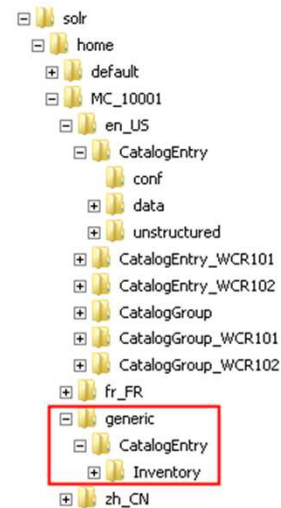 solr
home
default
MC_10001
en_US
CatalogEntry
conf
data
unstructured
CatalogEntry_WCR101
CatalogEntry_WCR102
CatalogGroup
CatalogGroup_WCR101
CatalogGroup_WCR102
fr_FR
generic
CatalogEntry
Inventory
zh_CN